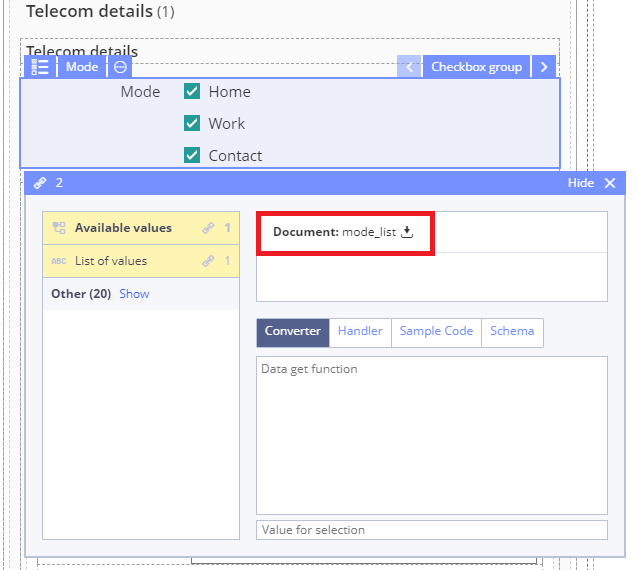 Telecom details (1)
Telecom details
Mode
Checkbox group
Mode
Home
Work
Contact
2
Hide
Available values 1
Document: mode_list
ABC List of values 1
Other (20) Show
Converter Handler Sample Code Schema
Data get function
Value for selection